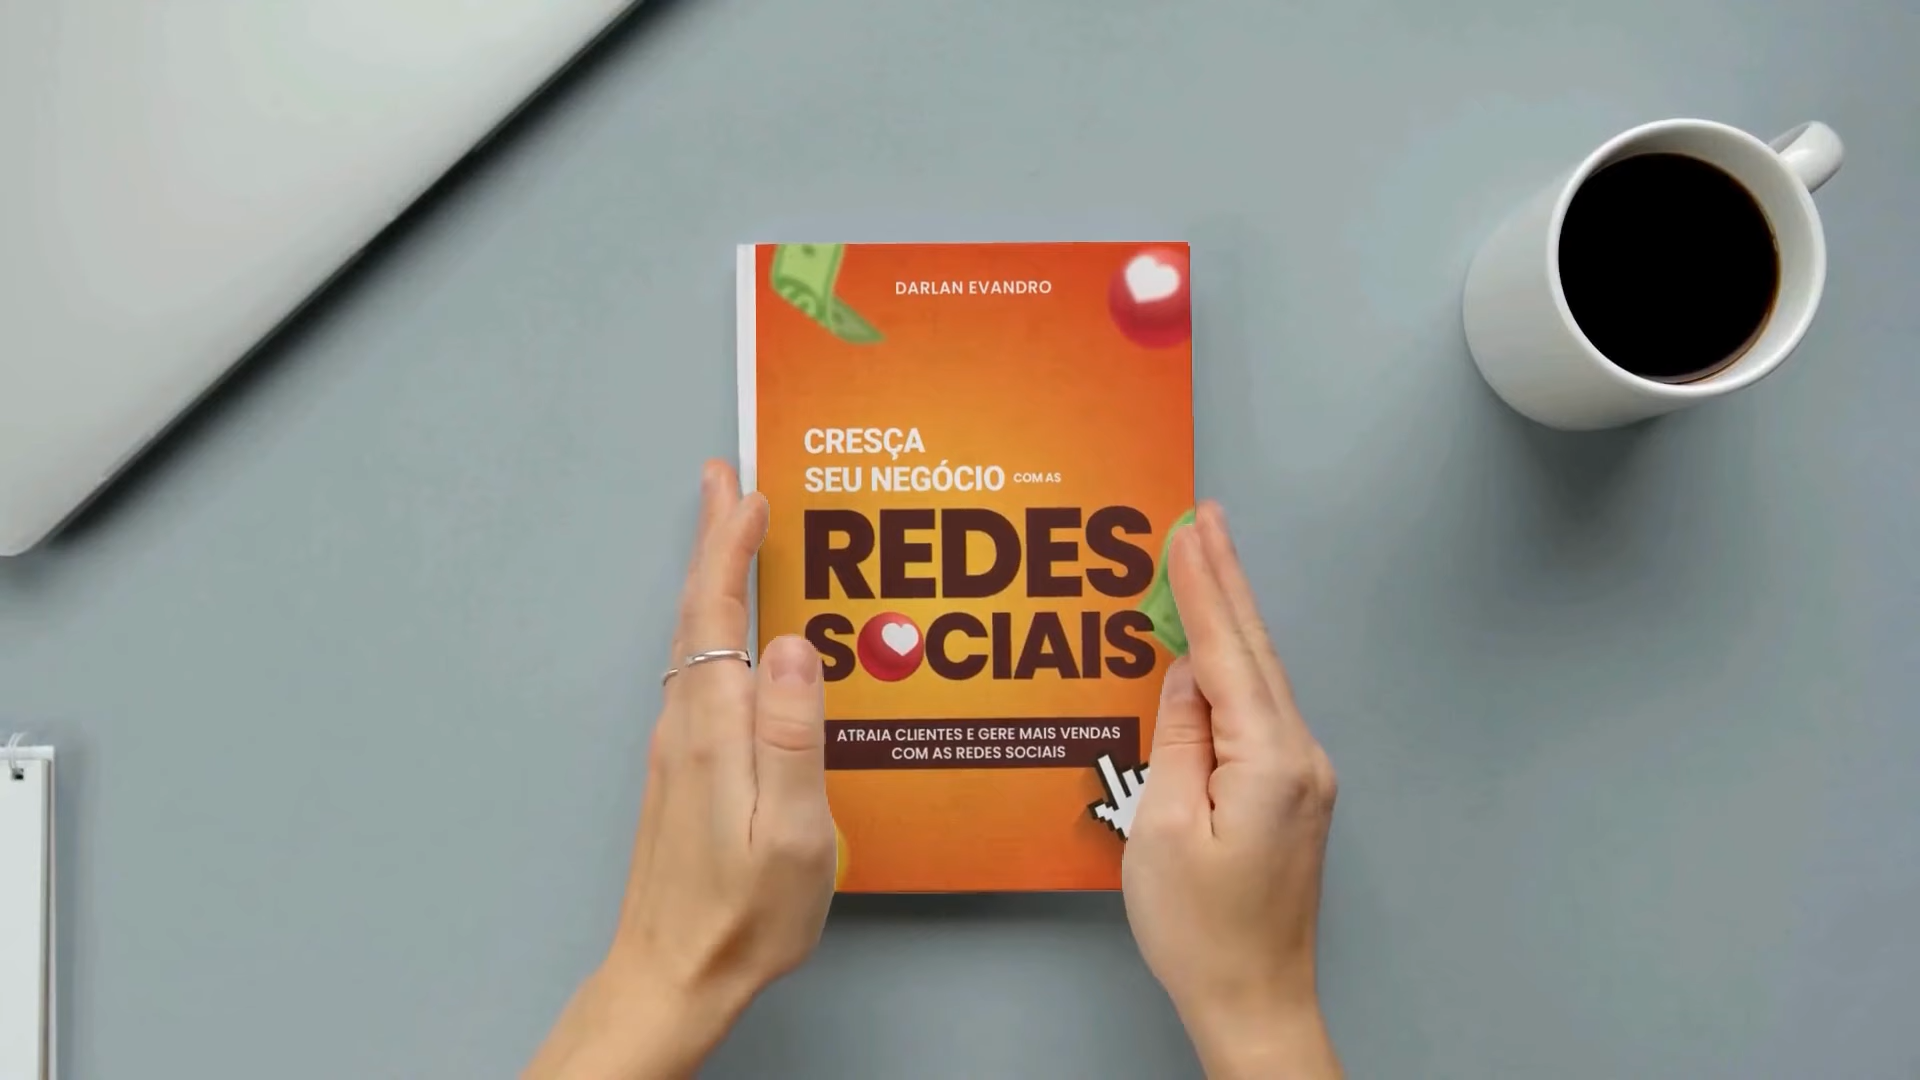 DARLAN EVANDRO
CRESÇA
SEU NEGÓCIO COM AS
REDES
SOCIAIS
ATRAIA CLIENTES E GERE MAIS VENDAS
COM AS REDES SOCIAIS